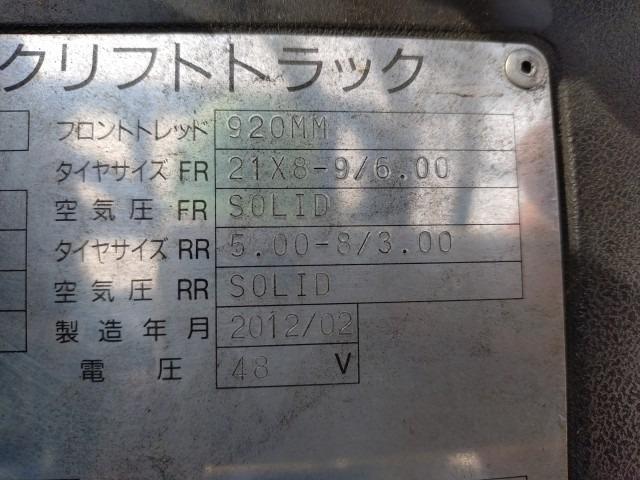 クリフトトラック
フロントトレッド 920MM
タイヤサイズ FR 21X8-9/6.00
空気圧 FR SOLID
タイヤサイズ RR 5.00-8/3.00
空気圧 RR SOLID
製造年月 2012/02
電圧 48 V